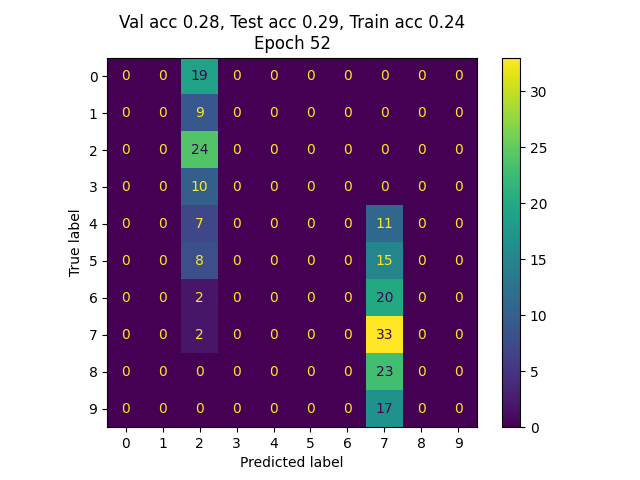 Val acc 0.28, Test acc 0.29, Train acc 0.24
Epoch 52
0 0 0 19 0 0 0 0 0 0 0
1 0 0 9 0 0 0 0 0 0 0
2 0 0 24 0 0 0 0 0 0 0
3 0 0 10 0 0 0 0 0 0 0
4 0 0 7 0 0 0 0 11 0 0
5 0 0 8 0 0 0 0 15 0 0
6 0 0 2 0 0 0 0 20 0 0
7 0 0 2 0 0 0 0 33 0 0
8 0 0 0 0 0 0 0 23 0 0
9 0 0 0 0 0 0 0 17 0 0
0 1 2 3 4 5 6 7 8 9
Predicted label
True label
30
25
20
15
10
5
0